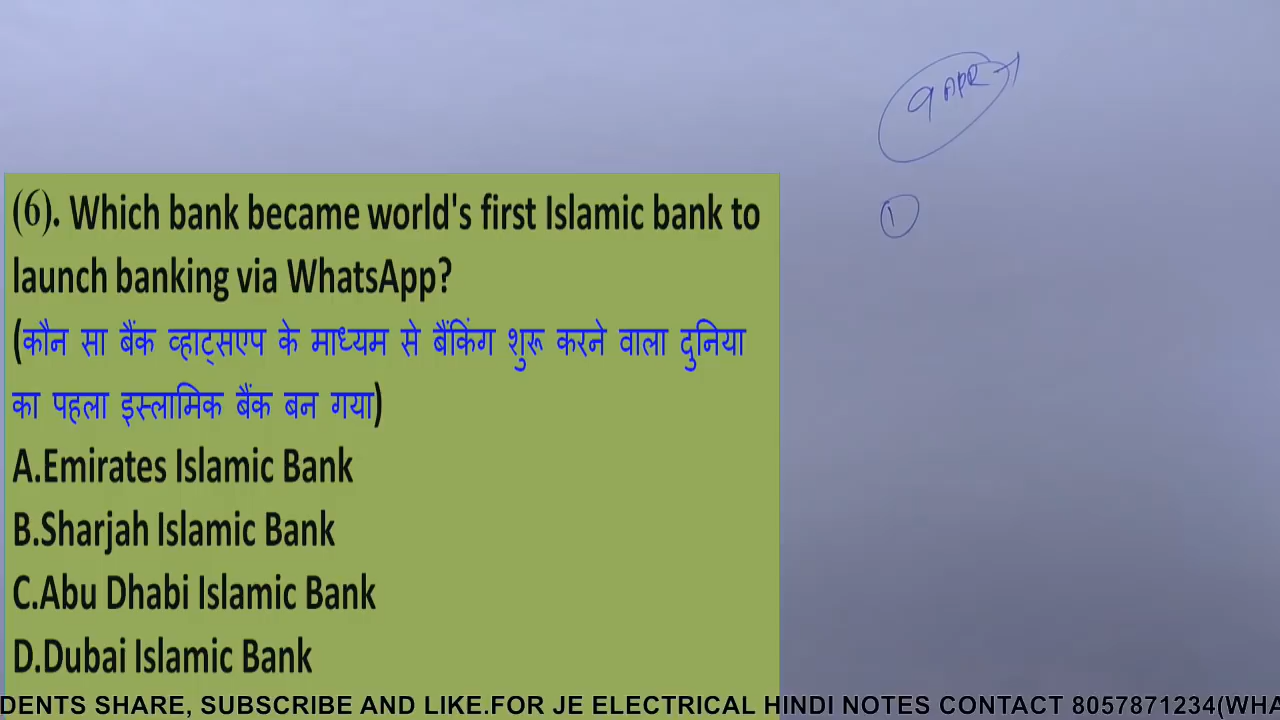 9 APR
1
(6). Which bank became world's first Islamic bank to
launch banking via WhatsApp?
(कौन सा बैंक व्हाट्सएप के माध्यम से बैंकिंग शुरू करने वाला दुनिया
का पहला इस्लामिक बैंक बन गया)
A.Emirates Islamic Bank
B.Sharjah Islamic Bank
C.Abu Dhabi Islamic Bank
D.Dubai Islamic Bank
DENTS SHARE, SUBSCRIBE AND LIKE.FOR JE ELECTRICAL HINDI NOTES CONTACT 8057871234(WHA